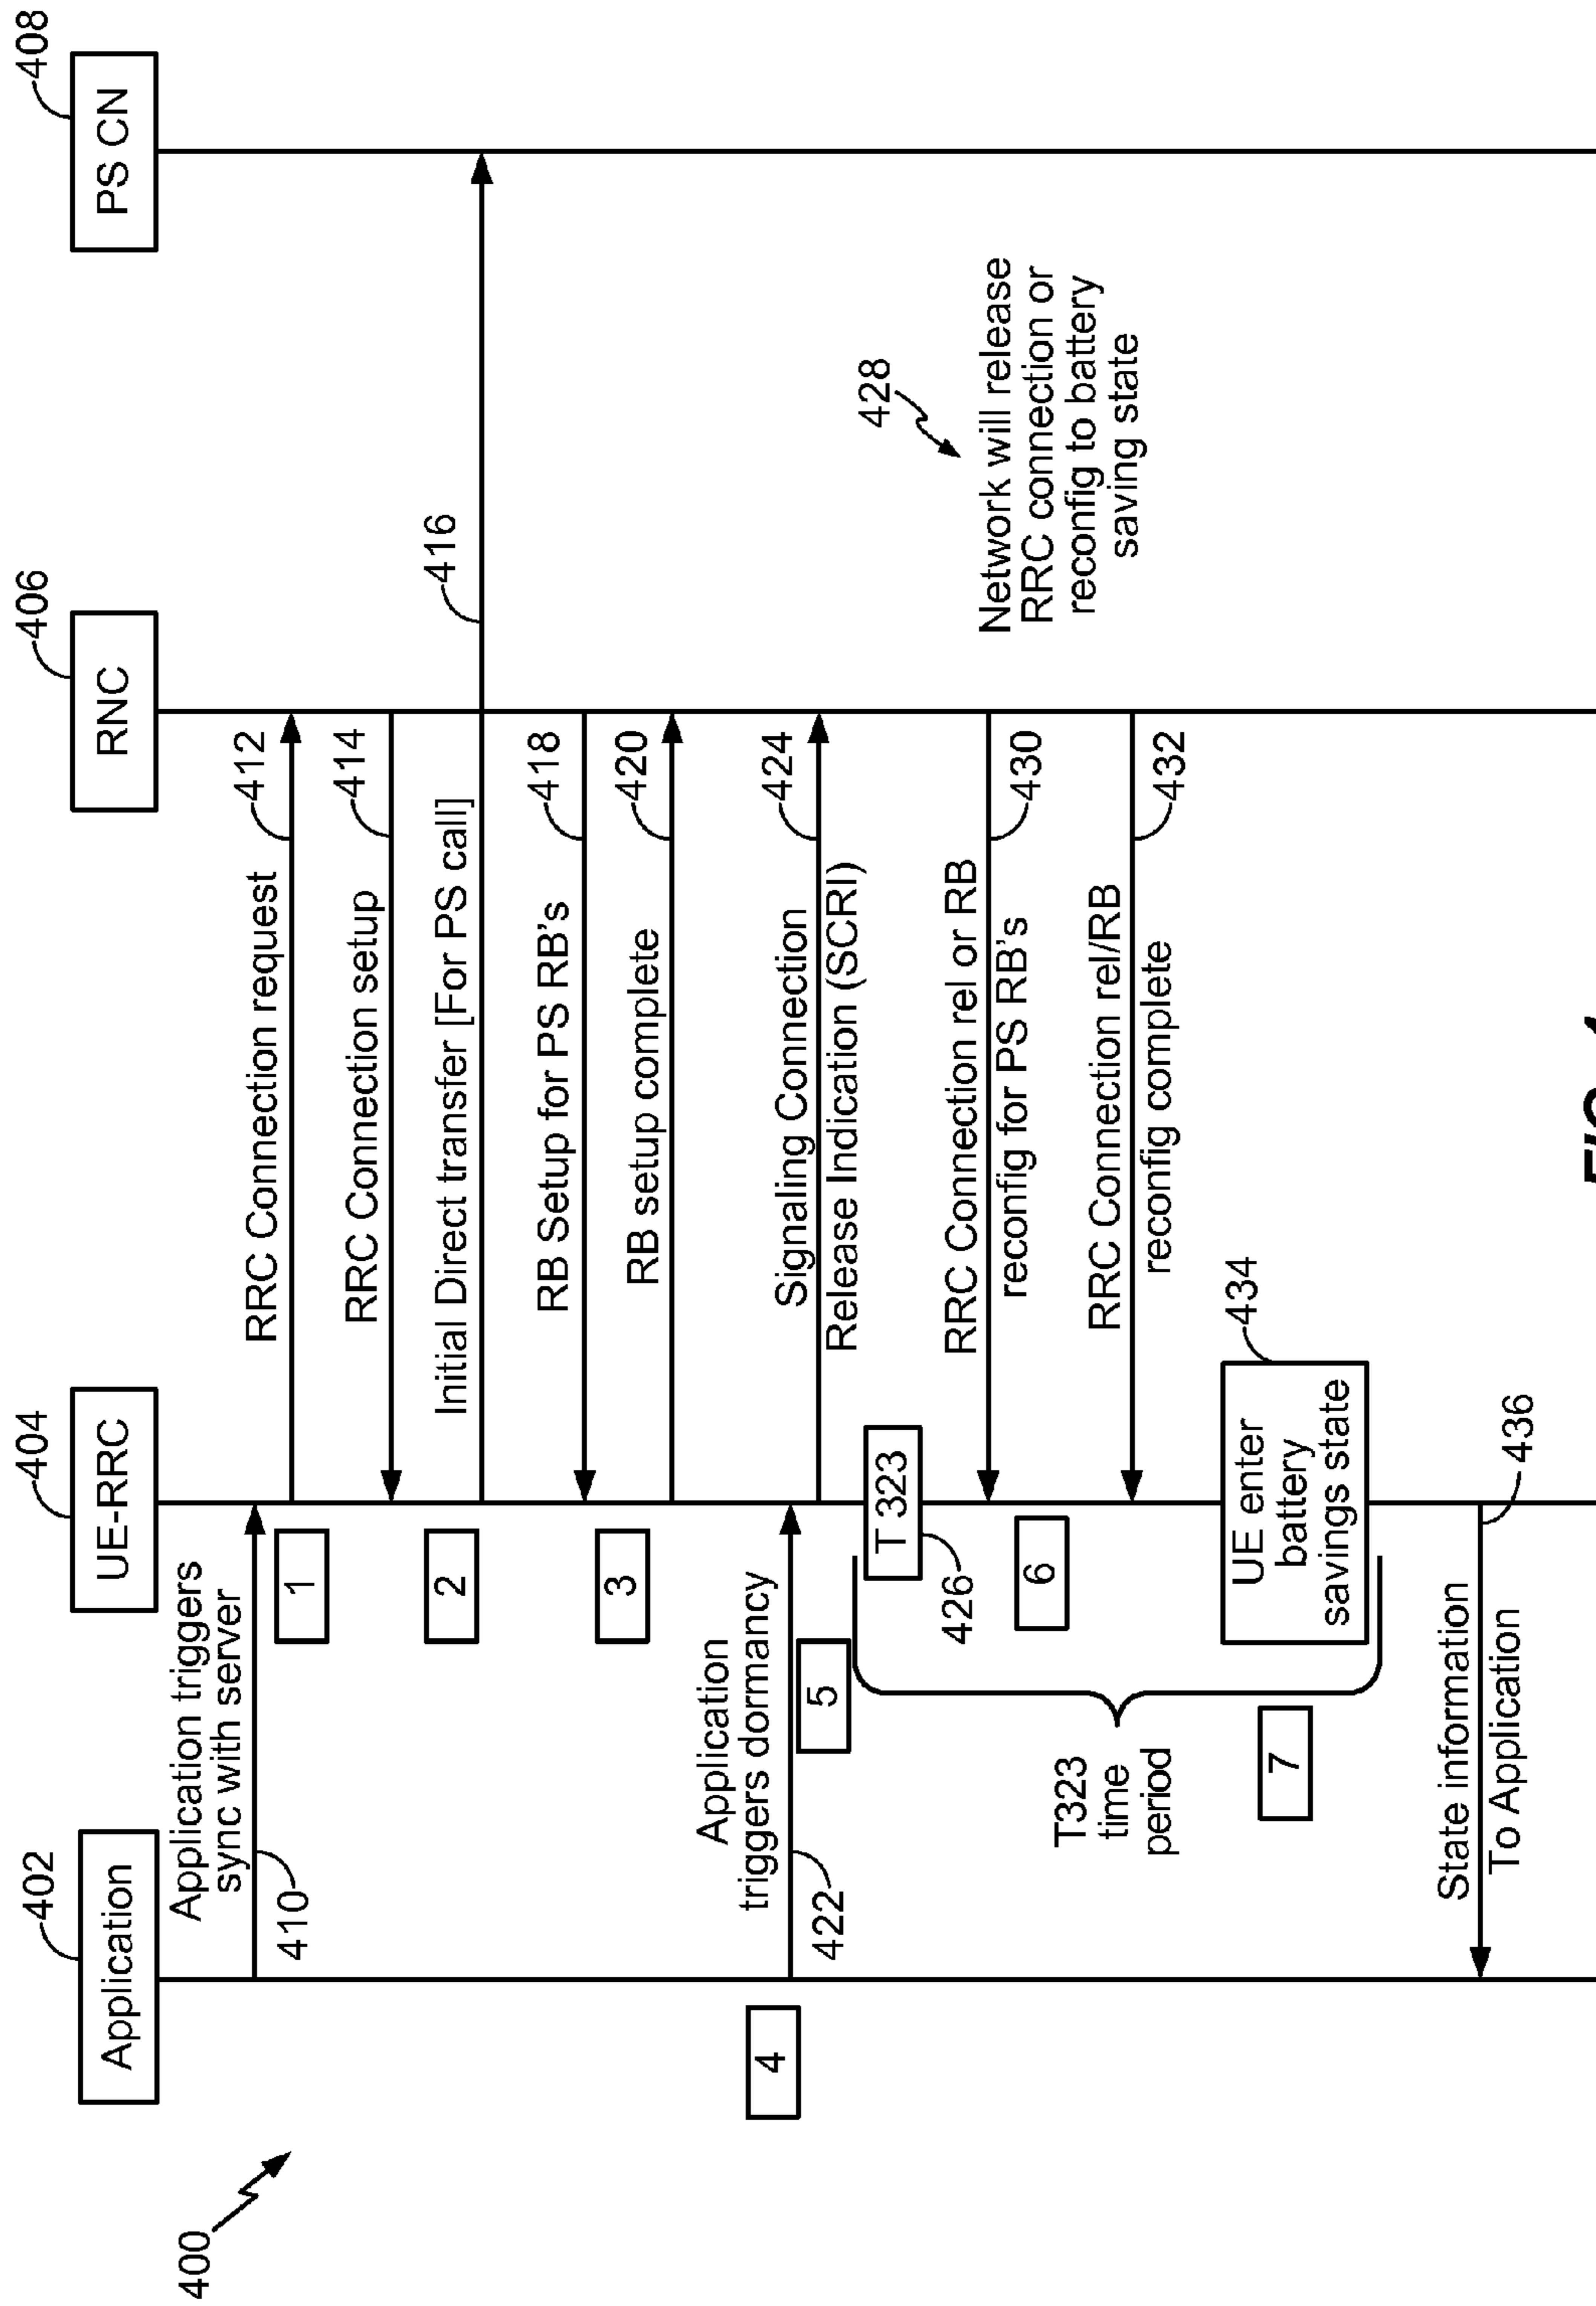 400
402
Application
404
UE-RRC
406
RNC
408
PS CN
Application triggers
sync with server
410
1
RRC Connection request
412
RRC Connection setup
414
2
Initial Direct transfer [For PS call]
416
RB Setup for PS RB's
418
3
RB setup complete
420
4
Application
triggers dormancy
422
Signaling Connection
Release Indication (SCRI)
424
5
T 323
426
428
Network will release
RRC connection or
reconfig to battery
saving state
RRC Connection rel or RB
reconfig for PS RB's
430
6
RRC Connection rel/RB
reconfig complete
432
T323
time
period
7
UE enter
battery
savings state
434
State information
To Application
436